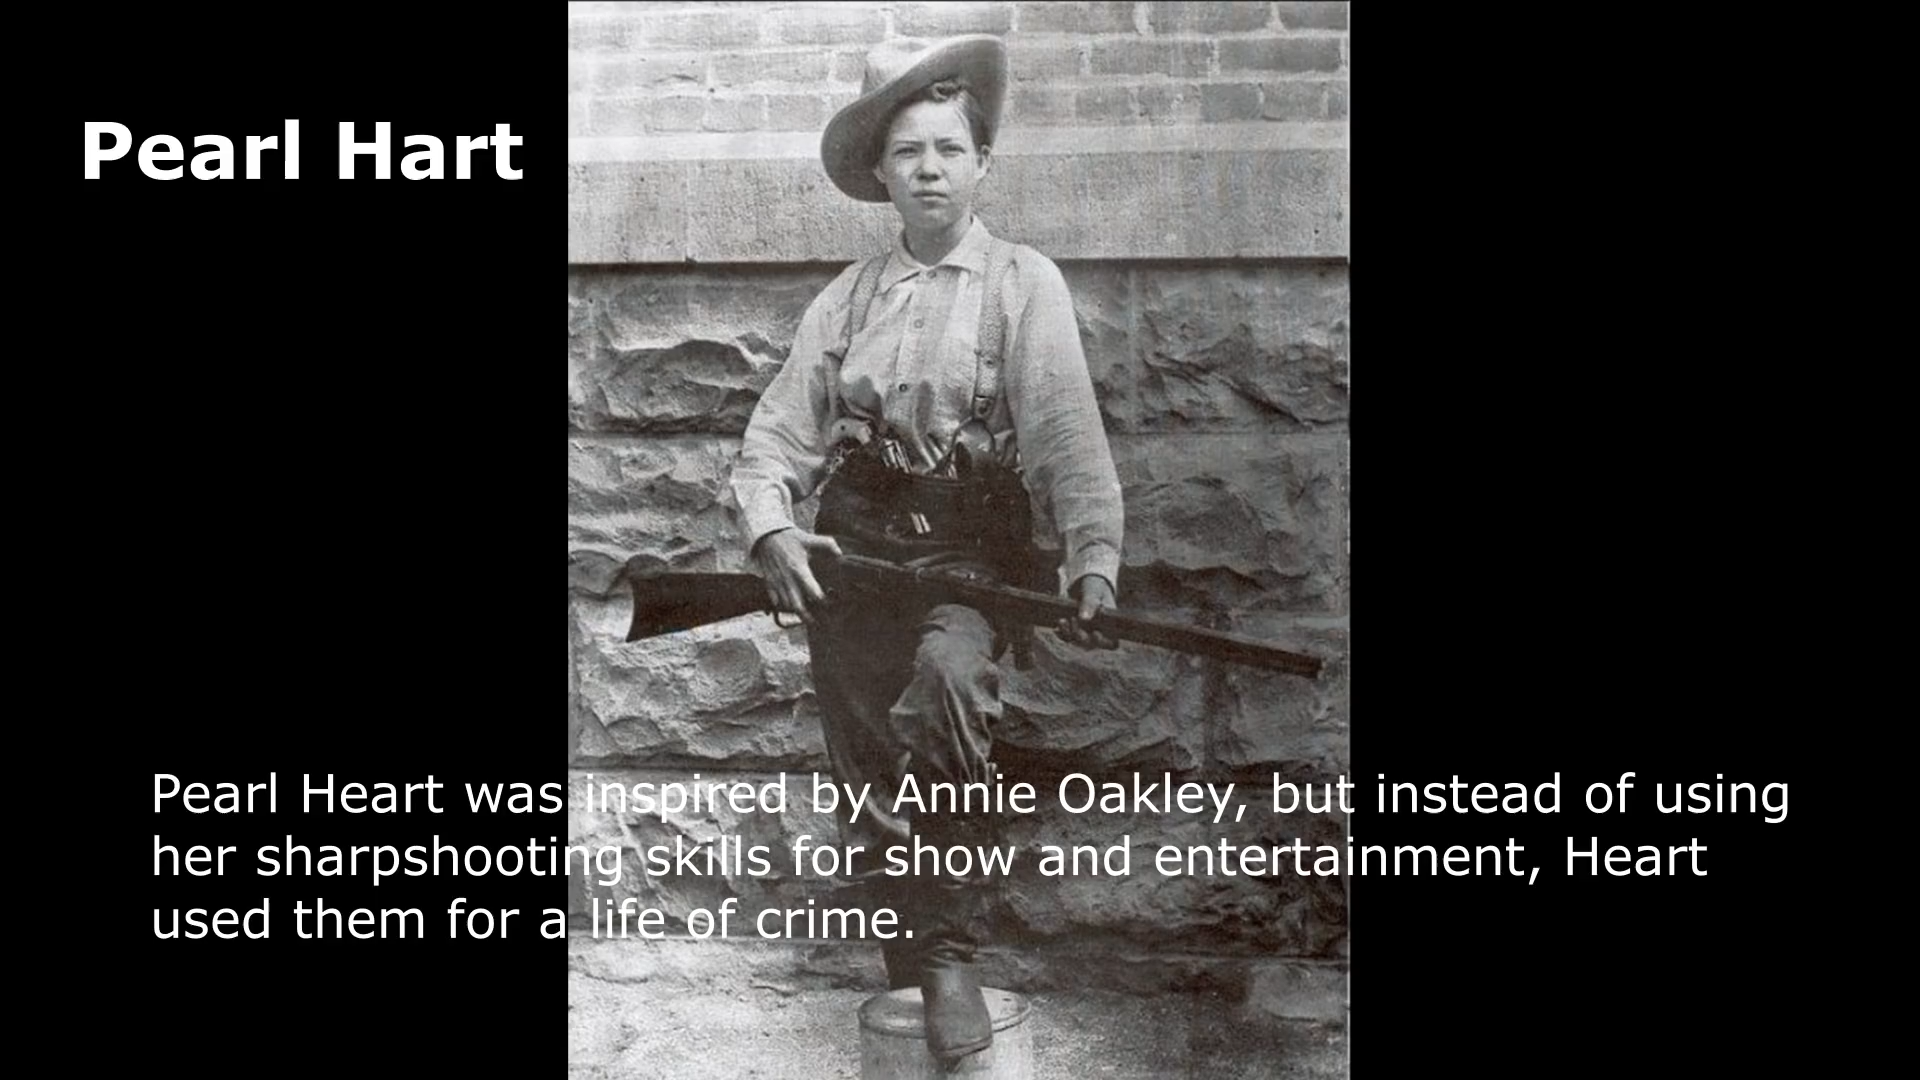 Pearl Hart
Pearl Heart was inspired by Annie Oakley, but instead of using
her sharpshooting skills for show and entertainment, Heart
used them for a life of crime.